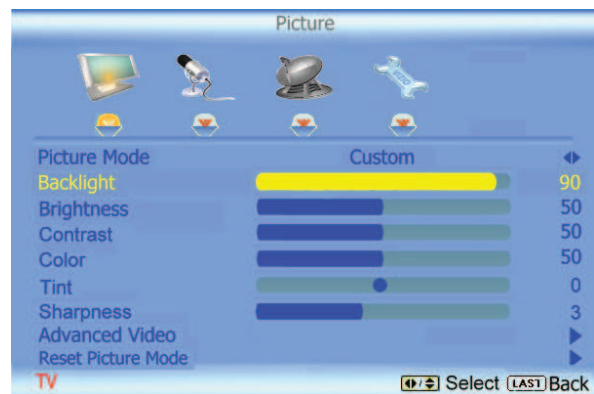 Picture
Picture Mode Custom
Backlight 90
Brightness 50
Contrast 50
Color 50
Tint 0
Sharpness 3
Advanced Video
Reset Picture Mode
TV Select LAST Back